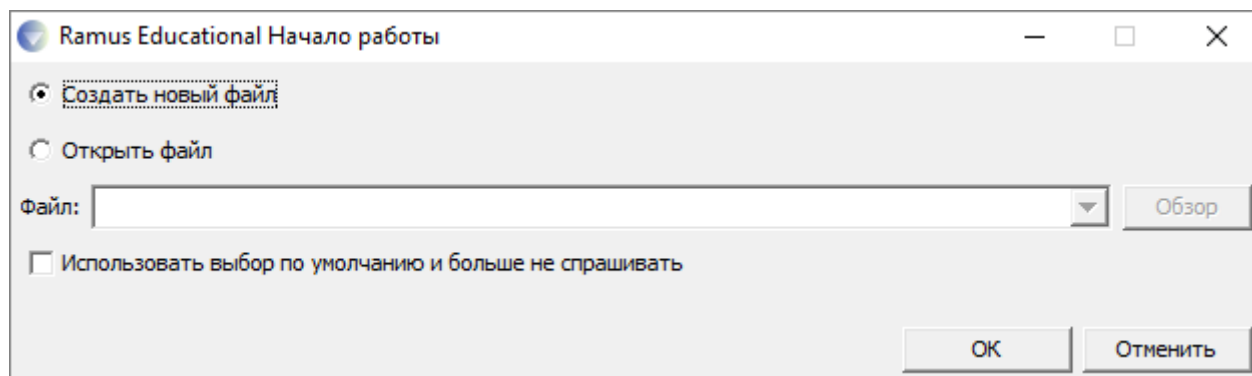 Ramus Educational Начало работы
Создать новый файл
Открыть файл
Файл: Обзор
Использовать выбор по умолчанию и больше не спрашивать
OK Отменить